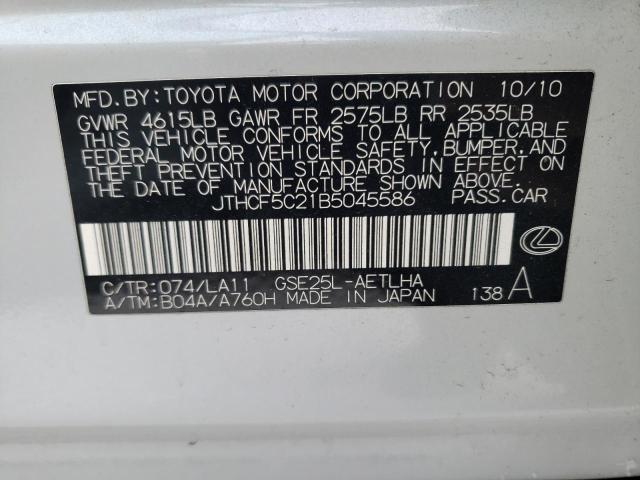 MFD. BY: TOYOTA MOTOR CORPORATION 10/10
GVWR 4615LB GAWR FR 2575LB RR 2535LB
THIS VEHICLE CONFORMS TO ALL APPLICABLE
FEDERAL MOTOR VEHICLE SAFETY, BUMPER, AND
THEFT PREVENTION STANDARDS IN EFFECT ON
THE DATE OF MANUFACTURE SHOWN ABOVE.
JTHCF5C21B5045586 PASS. CAR
C/TR: 074/LA11 GSE25L-AETLHA
A/TM: B04A/A760H MADE IN JAPAN 138 A